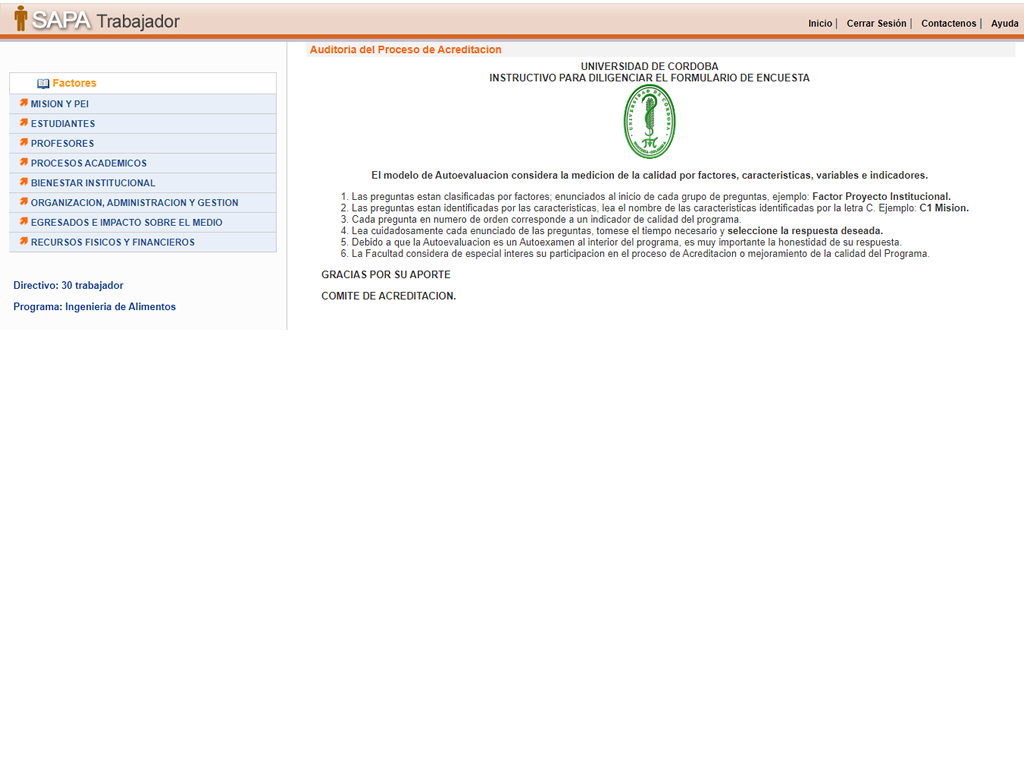 SAPA Trabajador
Inicio | Cerrar Sesión | Contactenos | Ayuda
Factores
MISION Y PEI
ESTUDIANTES
PROFESORES
PROCESOS ACADEMICOS
BIENESTAR INSTITUCIONAL
ORGANIZACION, ADMINISTRACION Y GESTION
EGRESADOS E IMPACTO SOBRE EL MEDIO
RECURSOS FISICOS Y FINANCIEROS
Directivo: 30 trabajador
Programa: Ingenieria de Alimentos
Auditoria del Proceso de Acreditacion
UNIVERSIDAD DE CORDOBA
INSTRUCTIVO PARA DILIGENCIAR EL FORMULARIO DE ENCUESTA
UNIVERSIDAD DE CORDOBA
El modelo de Autoevaluacion considera la medicion de la calidad por factores, caracteristicas, variables e indicadores.
1. Las preguntas estan clasificadas por factores; enunciados al inicio de cada grupo de preguntas, ejemplo: Factor Proyecto Institucional.
2. Las preguntas estan identificadas por las caracteristicas, lea el nombre de las caracteristicas identificadas por la letra C. Ejemplo: C1 Mision.
3. Cada pregunta en numero de orden corresponde a un indicador de calidad del programa.
4. Lea cuidadosamente cada enunciado de las preguntas, tomese el tiempo necesario y seleccione la respuesta deseada.
5. Debido a que la Autoevaluacion es un Autoexamen al interior del programa, es muy importante la honestidad de su respuesta.
6. La Facultad considera de especial interes su participacion en el proceso de Acreditacion o mejoramiento de la calidad del Programa.
GRACIAS POR SU APORTE
COMITE DE ACREDITACION.